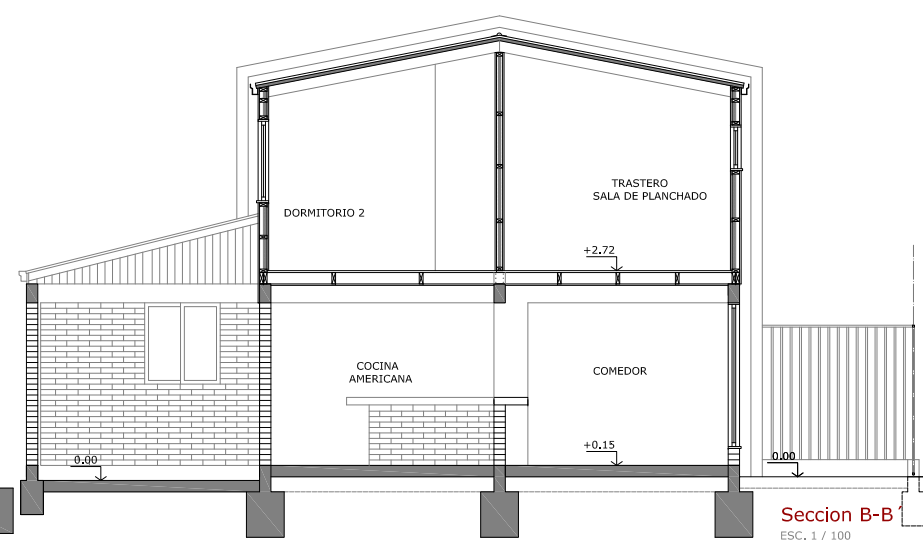 TRASTERO
SALA DE PLANCHADO
DORMITORIO 2
+2.72
COCINA
AMERICANA
COMEDOR
+0.15
0.00
0.00
Seccion B-B'
ESC. 1 / 100